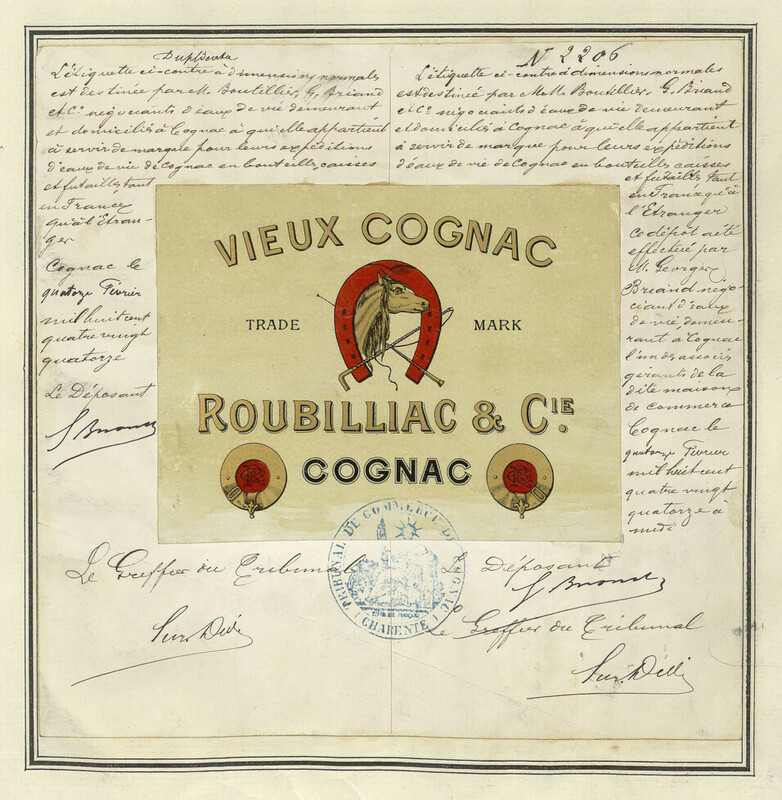 Duplicata
L'étiquette ci-contre à dimensions normales
est destinée par M. Boutellier, G. Briand
et Cie négociants d'eaux de vie demeurant
et domiciliés à Cognac à qui elle appartient
à servir de marque pour leurs expéditions
d'eaux de vie de Cognac en bouteilles, caisses
et futailles tant
en France
qu'à l'Etran-
ger
Cognac le
quatorze Février
mil huit cent
quatre vingt
quatorze
Le Déposant
N 2206
L'étiquette ci-contre à dimensions normales
est destinée par MM. Boutellier, G. Briand
et Cie négociants d'eaux de vie demeurant
et domiciliés à Cognac à qui elle appartient
à servir de marque pour leurs expéditions
d'eaux de vie de Cognac en bouteilles caisses
et futailles tant
en France qu'à
l'Etranger
Ce dépôt a été
effectué par
M. Georges
Briand négo-
ciant d'eaux
de vie demeu-
rant à Cognac
l'un des associés
gérants de la
dite maison
de commerce
Cognac le
quatorze Février
mil huit cent
quatre vingt
quatorze à
midi
VIEUX COGNAC
TRADE MARK
ROUBILLIAC & CIE.
COGNAC
TRIBUNAL DE COMMERCE DE COGNAC
(CHARENTE)
Le Greffier du Tribunal
Le Déposant
Le Greffier du Tribunal